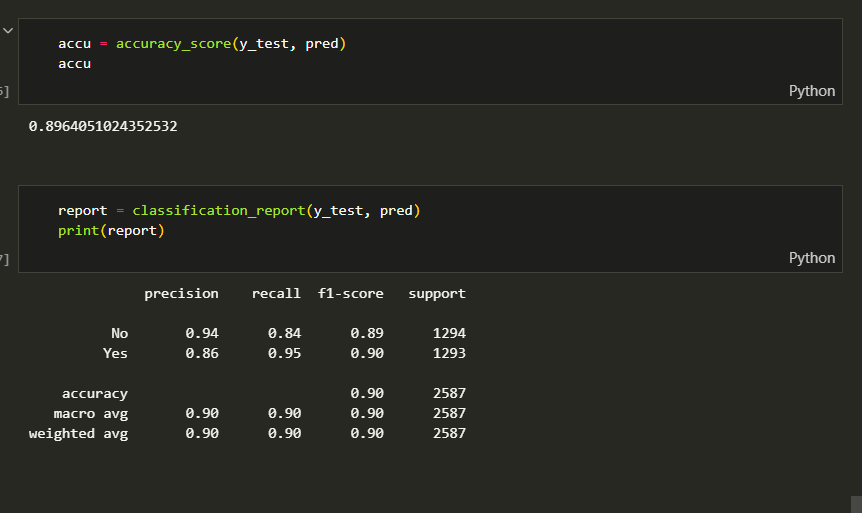 accu = accuracy_score(y_test, pred)
accu
Python
0.8964051024352532
report = classification_report(y_test, pred)
print(report)
Python
precision recall f1-score support
No 0.94 0.84 0.89 1294
Yes 0.86 0.95 0.90 1293
accuracy 0.90 2587
macro avg 0.90 0.90 0.90 2587
weighted avg 0.90 0.90 0.90 2587